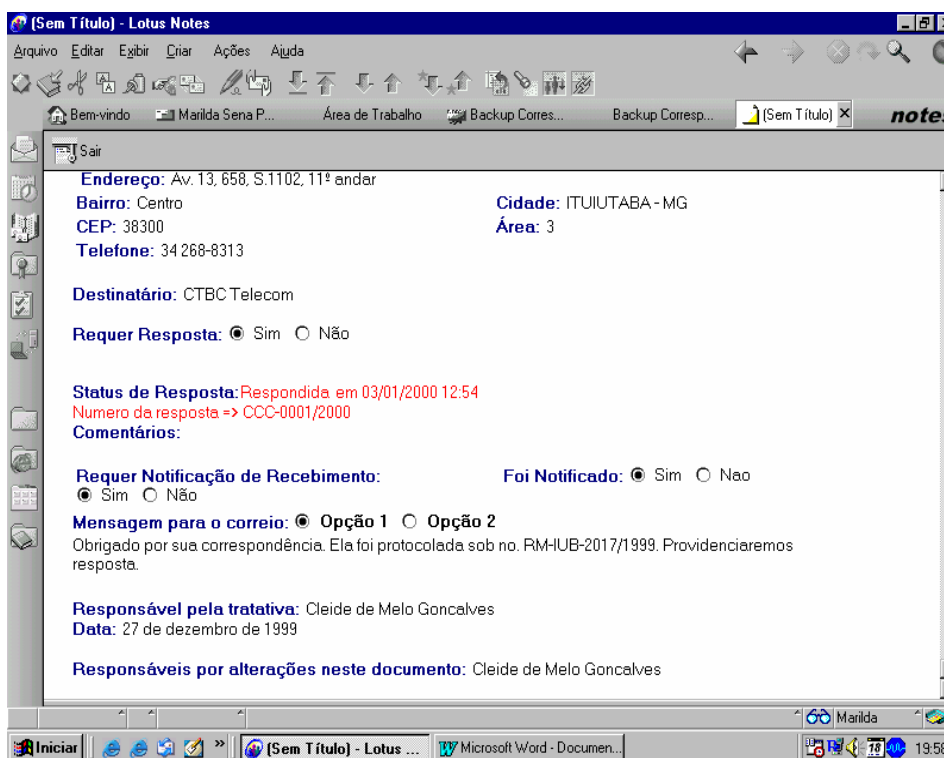 (Sem Título) - Lotus Notes
Arquivo Editar Exibir Criar Ações Ajuda
Bem-vindo Marilda Sena P... Área de Trabalho Backup Corres... Backup Corresp... (Sem Título) notes
Sair
Endereço: Av. 13, 658, S.1102, 11º andar
Bairro: Centro Cidade: ITUIUTABA - MG
CEP: 38300 Área: 3
Telefone: 34 268-8313
Destinatário: CTBC Telecom
Requer Resposta: Sim Não
Status de Resposta: Respondida em 03/01/2000 12:54
Numero da resposta => CCC-0001/2000
Comentários:
Requer Notificação de Recebimento: Foi Notificado: Sim Nao
Sim Não
Mensagem para o correio: Opção 1 Opção 2
Obrigado por sua correspondência. Ela foi protocolada sob no. RM-IUB-2017/1999. Providenciaremos
resposta.
Responsável pela tratativa: Cleide de Melo Goncalves
Data: 27 de dezembro de 1999
Responsáveis por alterações neste documento: Cleide de Melo Goncalves
Marilda
Iniciar » (Sem Título) - Lotus ... Microsoft Word - Documen... 18 19:58